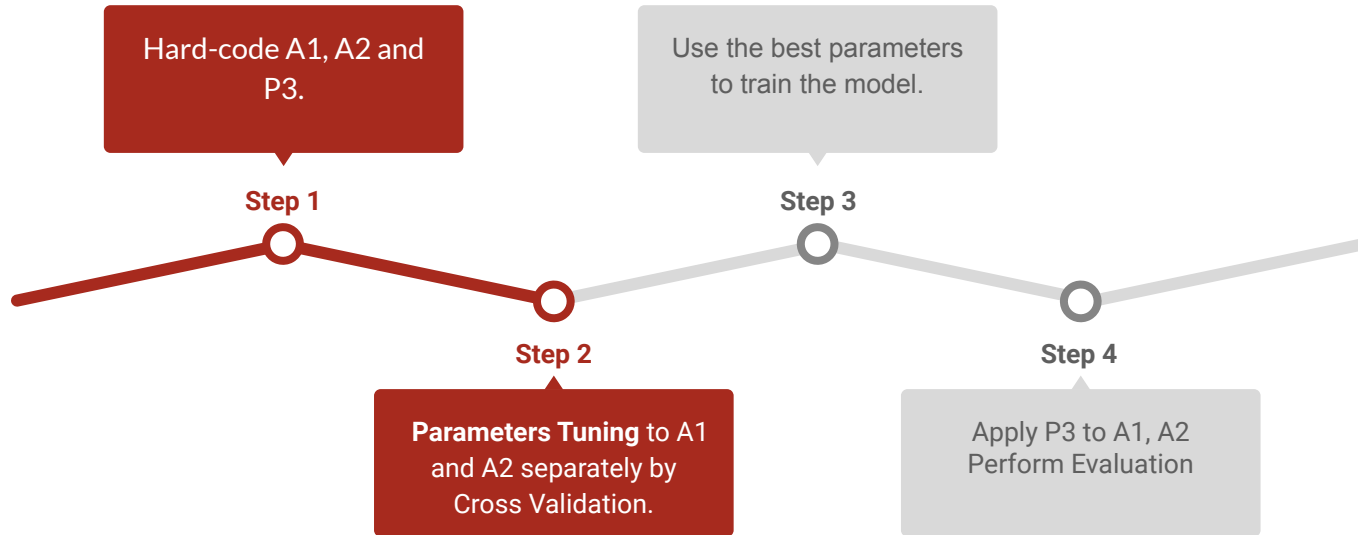 Hard-code A1, A2 and
P3.
Step 1
Step 2
Parameters Tuning to A1
and A2 separately by
Cross Validation.
Use the best parameters
to train the model.
Step 3
Step 4
Apply P3 to A1, A2
Perform Evaluation